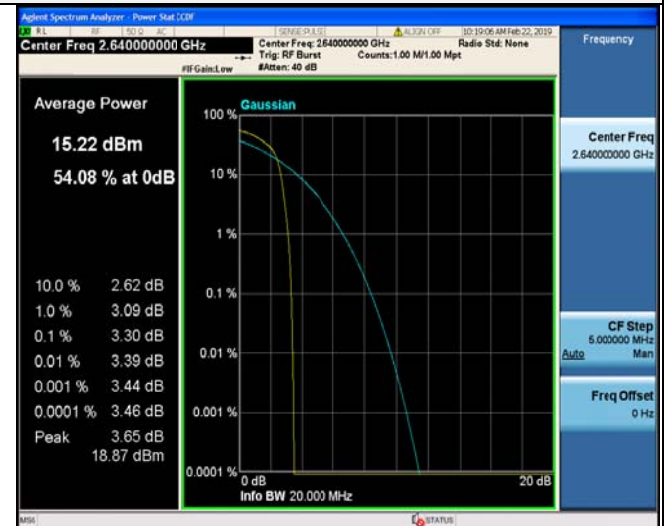 Agilent Spectrum Analyzer - Power Stat CCDF
RL RF 50 Ω AC SENSE:PULSE ALIGN OFF 10:19:06 AM Feb 22, 2019
Center Freq 2.640000000 GHz
Center Freq: 2.640000000 GHz Radio Std: None
Trig: RF Burst Counts:1.00 M/1.00 Mpt
#IFGain:Low #Atten: 40 dB
Frequency
Average Power
15.22 dBm
54.08 % at 0dB
10.0 % 2.62 dB
1.0 % 3.09 dB
0.1 % 3.30 dB
0.01 % 3.39 dB
0.001 % 3.44 dB
0.0001 % 3.46 dB
Peak 3.65 dB
18.87 dBm
Gaussian
100 %
10 %
1 %
0.1 %
0.01 %
0.001 %
0.0001 %
0 dB 20 dB
Info BW 20.000 MHz
Center Freq
2.640000000 GHz
CF Step
5.000000 MHz
Auto Man
Freq Offset
0 Hz
MSG STATUS